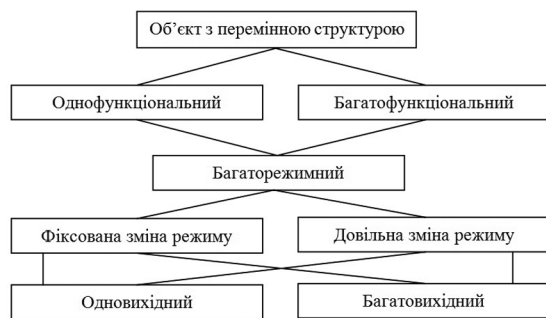 Об’єкт з перемінною структурою
Однофункціональний
Багатофункціональний
Багаторежимний
Фіксована зміна режиму
Довільна зміна режиму
Одновихідний
Багатовихідний